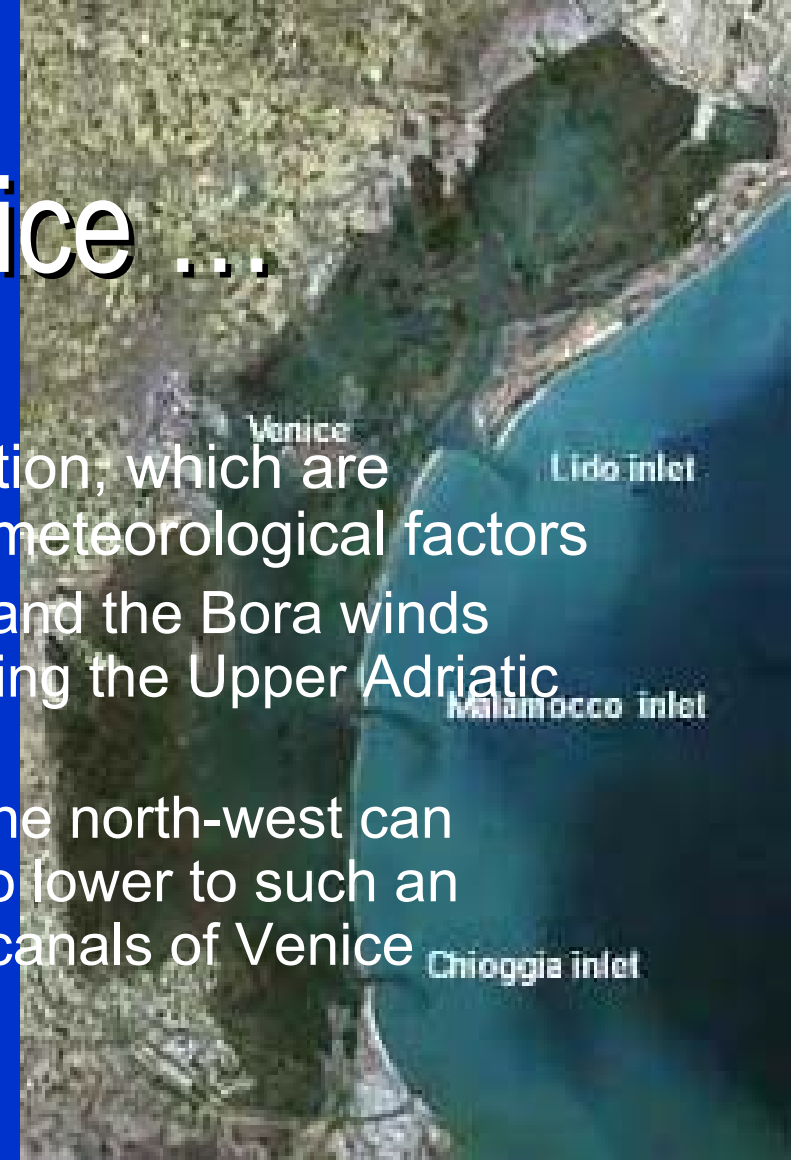 ice ...
Venice
tion, which are
Lido inlet
meteorological factors
and the Bora winds
ing the Upper Adriatic
Malamocco inlet
he north-west can
lower to such an
canals of Venice
Chioggia inlet